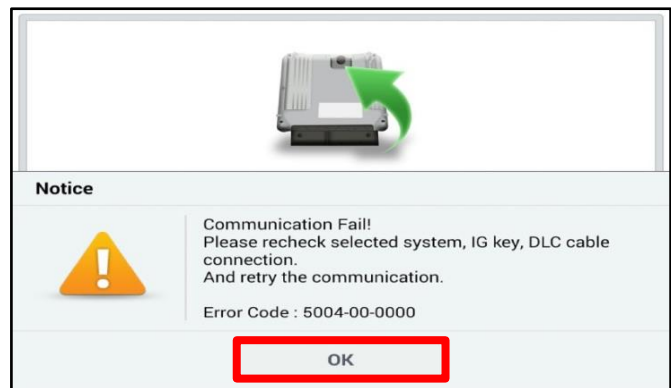 Notice
Communication Fail!
Please recheck selected system, IG key, DLC cable
connection.
And retry the communication.
Error Code : 5004-00-0000
OK